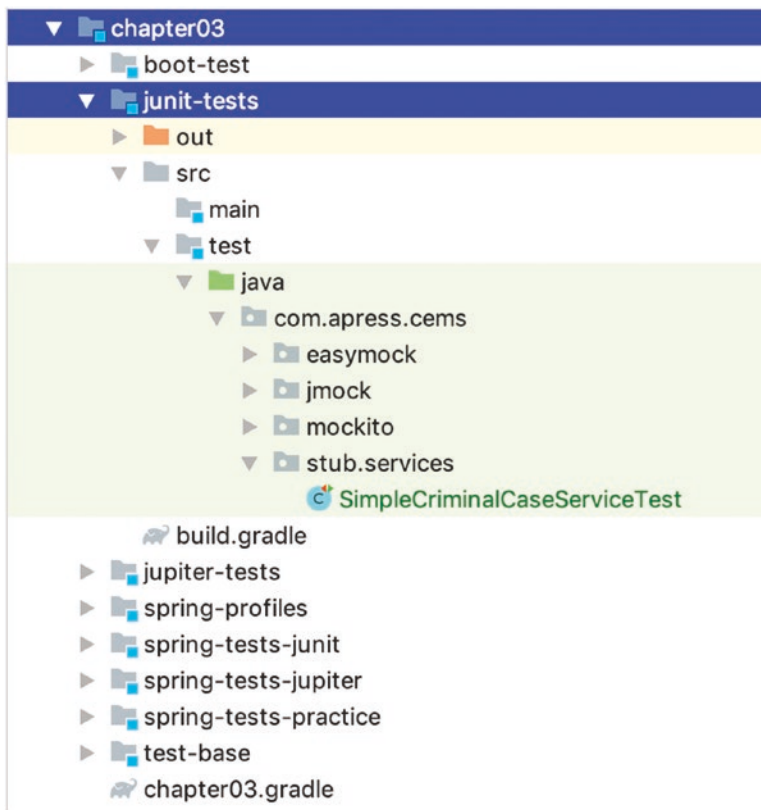 chapter03
boot-test
junit-tests
out
src
main
test
java
com.apress.cems
easymock
jmock
mockito
stub.services
SimpleCriminalCaseServiceTest
build.gradle
jupiter-tests
spring-profiles
spring-tests-junit
spring-tests-jupiter
spring-tests-practice
test-base
chapter03.gradle